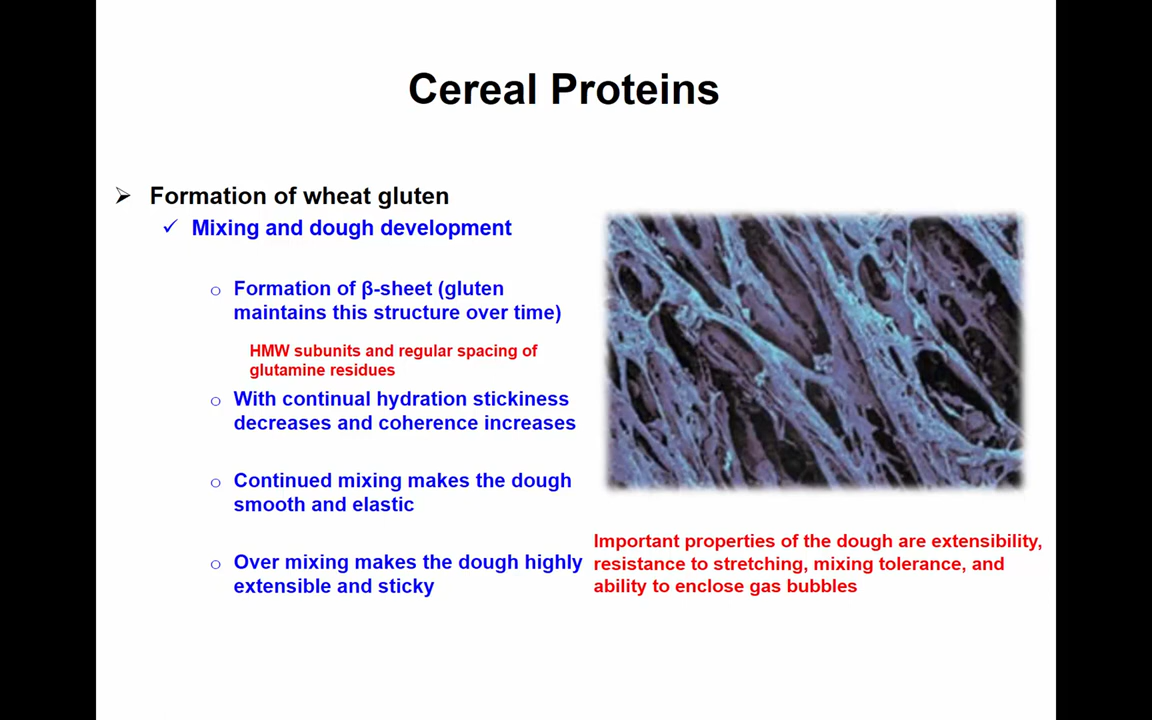 Cereal Proteins
➢ Formation of wheat gluten
✓ Mixing and dough development
○ Formation of β-sheet (gluten
maintains this structure over time)
HMW subunits and regular spacing of
glutamine residues
○ With continual hydration stickiness
decreases and coherence increases
○ Continued mixing makes the dough
smooth and elastic
○ Over mixing makes the dough highly
extensible and sticky
Important properties of the dough are extensibility,
resistance to stretching, mixing tolerance, and
ability to enclose gas bubbles